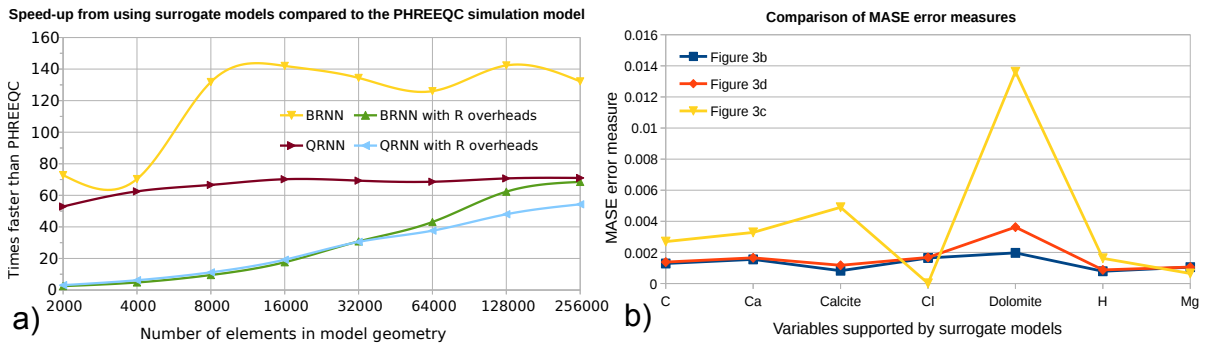 Speed-up from using surrogate models compared to the PHREEQC simulation model
160
140
120
100
80
60
40
20
0
Times faster than PHREEQC
BRNN
BRNN with R overheads
QRNN
QRNN with R overheads
2000 4000 8000 16000 32000 64000 128000 256000
Number of elements in model geometry
a)
Comparison of MASE error measures
0.016
0.014
0.012
0.01
0.008
0.006
0.004
0.002
0
MASE error measure
Figure 3b
Figure 3d
Figure 3c
C Ca Calcite Cl Dolomite H Mg
Variables supported by surrogate models
b)